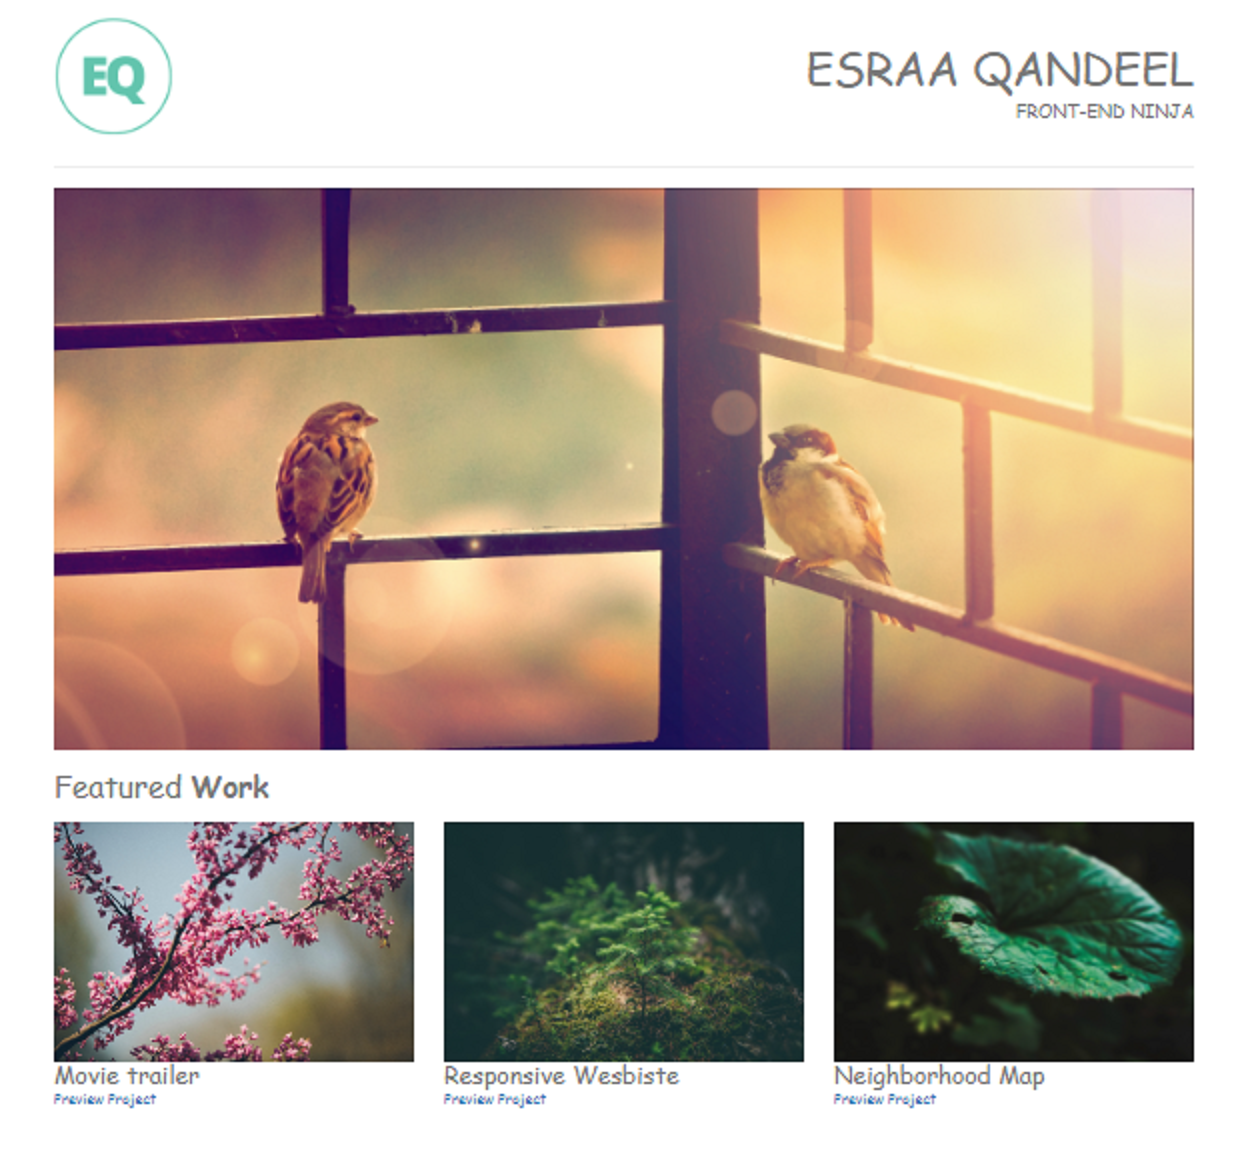 EQ
ESRAA QANDEEL
FRONT-END NINJA
Featured Work
Movie trailer
Preview Project
Responsive Wesbiste
Preview Project
Neighborhood Map
Preview Project